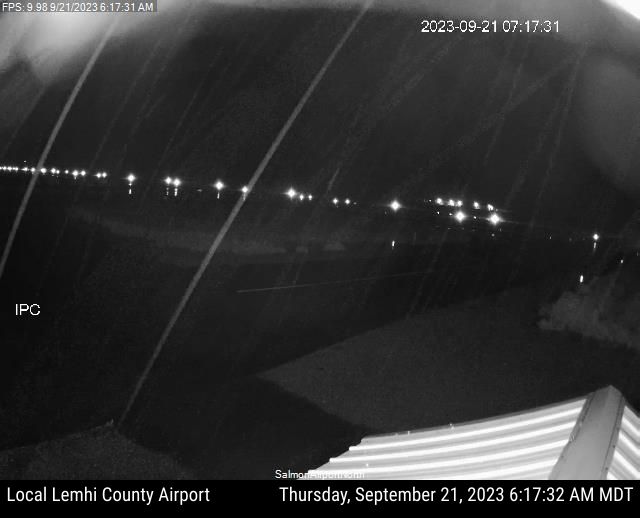 FPS: 9.98 9/21/2023 6:17:31 AM
2023-09-21 07:17:31
IPC
SalmonAirportNorth
Local Lemhi County Airport Thursday, September 21, 2023 6:17:32 AM MDT